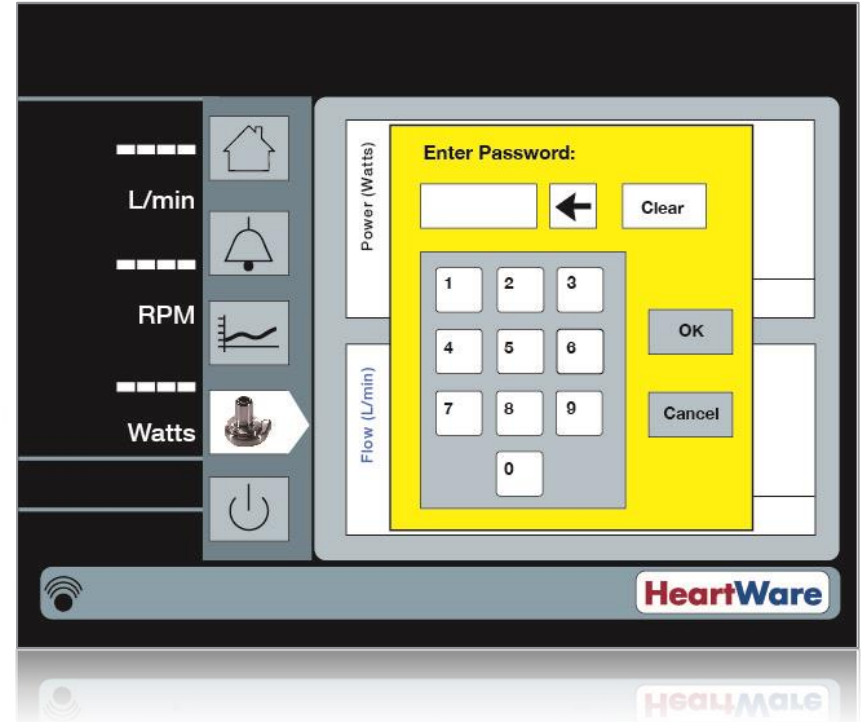 ----
L/min
----
RPM
----
Watts
Power (Watts)
Flow (L/min)
Enter Password:
Clear
1 2 3
4 5 6
7 8 9
0
OK
Cancel
HeartWare